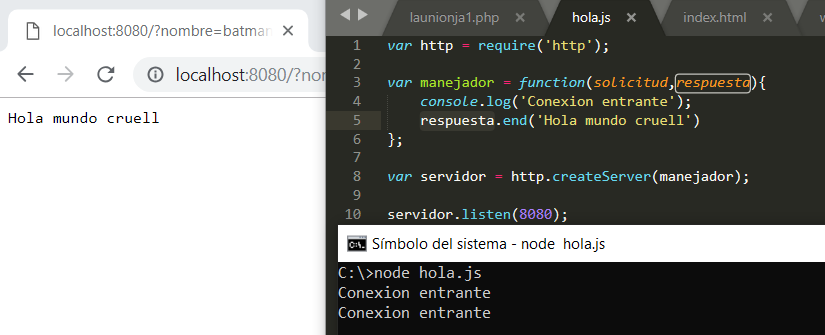 localhost:8080/?nombre=batman
localhost:8080/?no
Hola mundo cruell
launionja1.php
hola.js
index.html
1 var http = require('http');
2
3 var manejador = function(solicitud,respuesta){
4 console.log('Conexion entrante');
5 respuesta.end('Hola mundo cruell')
6 };
7
8 var servidor = http.createServer(manejador);
9
10 servidor.listen(8080);
Símbolo del sistema - node hola.js
C:\>node hola.js
Conexion entrante
Conexion entrante